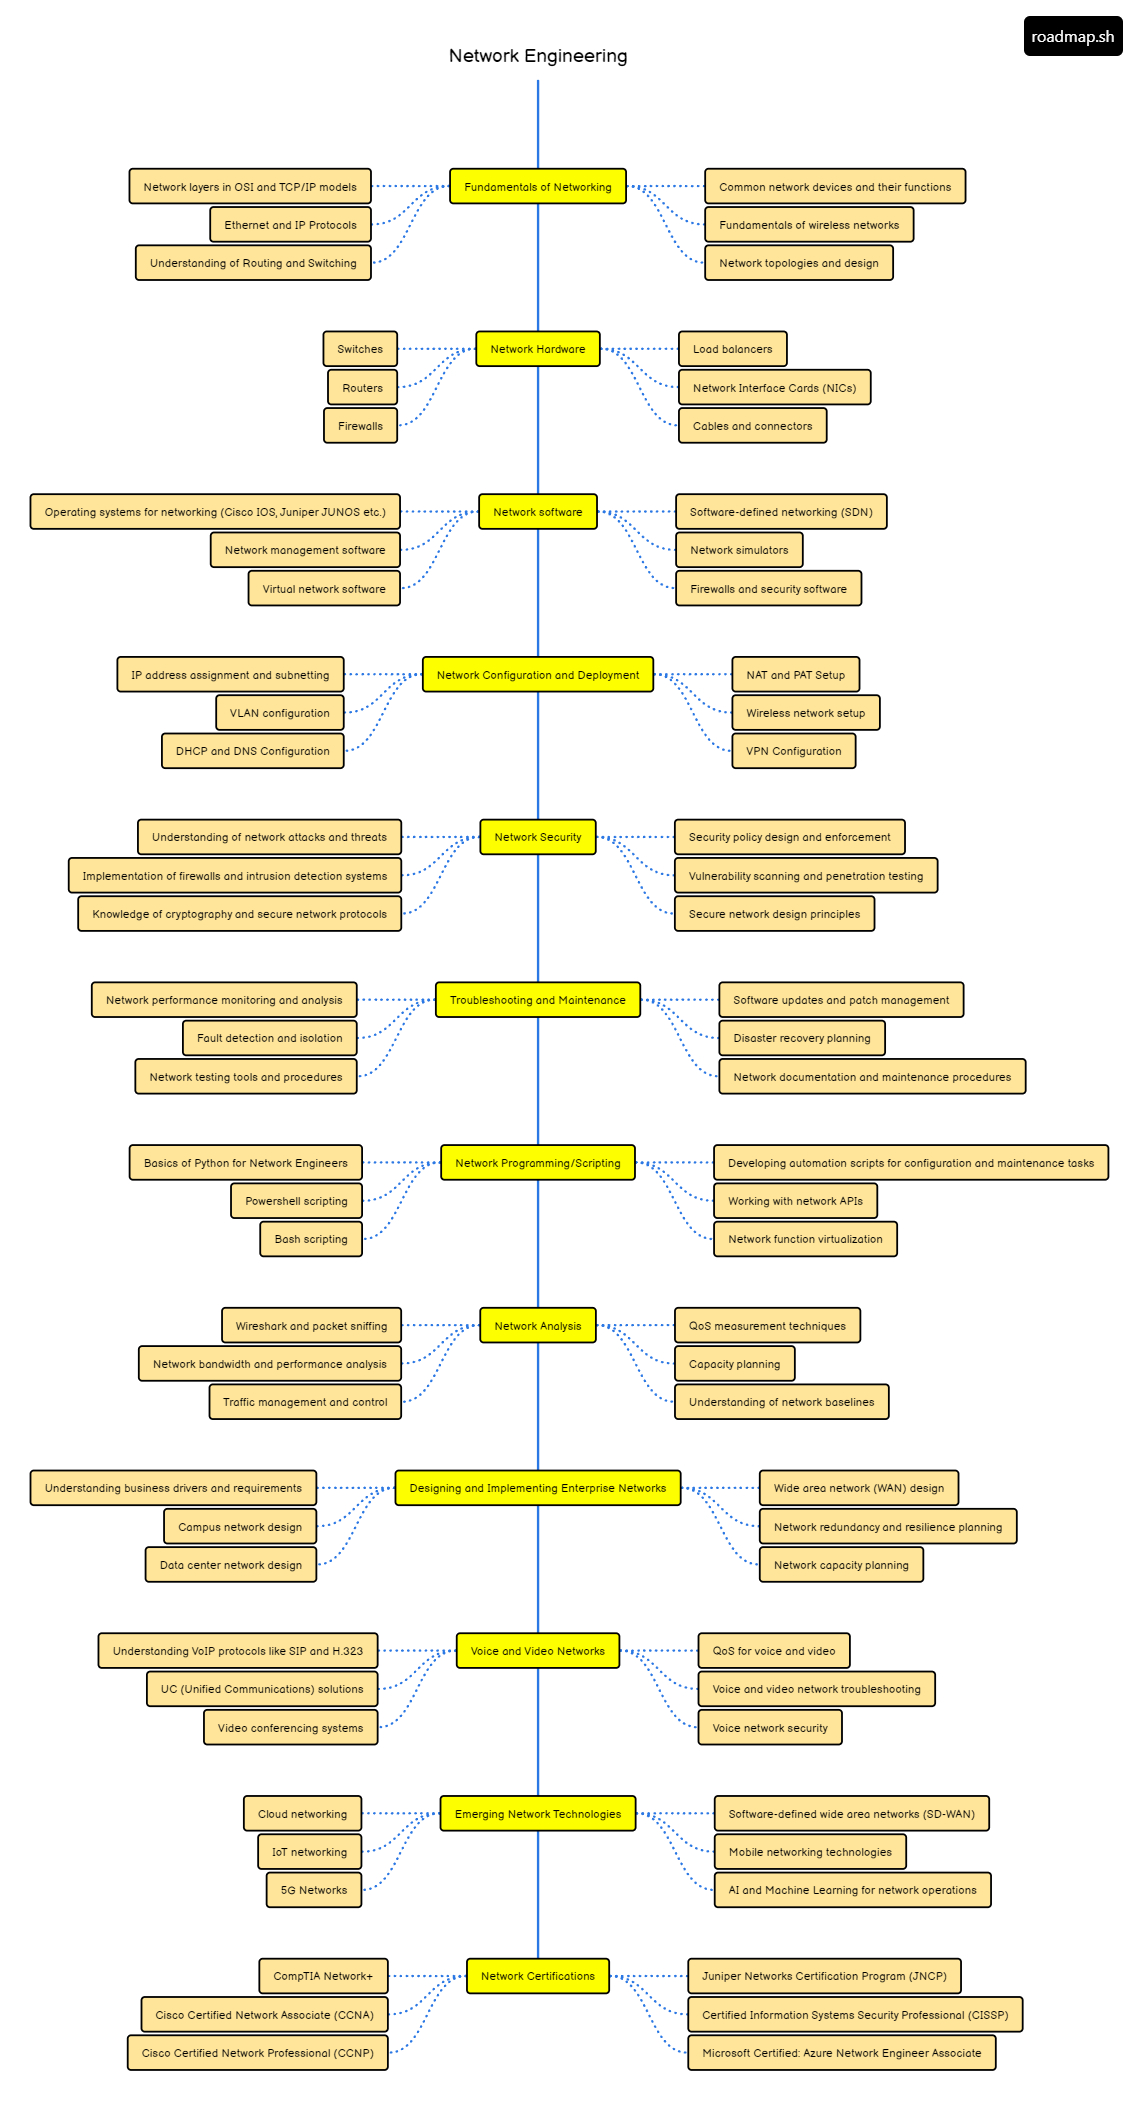 roadmap.sh
Network Engineering
Network layers in OSI and TCP/IP models
Ethernet and IP Protocols
Understanding of Routing and Switching
Fundamentals of Networking
Common network devices and their functions
Fundamentals of wireless networks
Network topologies and design
Switches
Routers
Firewalls
Network Hardware
Load balancers
Network Interface Cards (NICs)
Cables and connectors
Operating systems for networking (Cisco IOS, Juniper JUNOS etc.)
Network management software
Virtual network software
Network software
Software-defined networking (SDN)
Network simulators
Firewalls and security software
IP address assignment and subnetting
VLAN configuration
DHCP and DNS Configuration
Network Configuration and Deployment
NAT and PAT Setup
Wireless network setup
VPN Configuration
Understanding of network attacks and threats
Implementation of firewalls and intrusion detection systems
Knowledge of cryptography and secure network protocols
Network Security
Security policy design and enforcement
Vulnerability scanning and penetration testing
Secure network design principles
Network performance monitoring and analysis
Fault detection and isolation
Network testing tools and procedures
Troubleshooting and Maintenance
Software updates and patch management
Disaster recovery planning
Network documentation and maintenance procedures
Basics of Python for Network Engineers
Powershell scripting
Bash scripting
Network Programming/Scripting
Developing automation scripts for configuration and maintenance tasks
Working with network APIs
Network function virtualization
Wireshark and packet sniffing
Network bandwidth and performance analysis
Traffic management and control
Network Analysis
QoS measurement techniques
Capacity planning
Understanding of network baselines
Understanding business drivers and requirements
Campus network design
Data center network design
Designing and Implementing Enterprise Networks
Wide area network (WAN) design
Network redundancy and resilience planning
Network capacity planning
Understanding VoIP protocols like SIP and H.323
UC (Unified Communications) solutions
Video conferencing systems
Voice and Video Networks
QoS for voice and video
Voice and video network troubleshooting
Voice network security
Cloud networking
IoT networking
5G Networks
Emerging Network Technologies
Software-defined wide area networks (SD-WAN)
Mobile networking technologies
AI and Machine Learning for network operations
CompTIA Network+
Cisco Certified Network Associate (CCNA)
Cisco Certified Network Professional (CCNP)
Network Certifications
Juniper Networks Certification Program (JNCP)
Certified Information Systems Security Professional (CISSP)
Microsoft Certified: Azure Network Engineer Associate